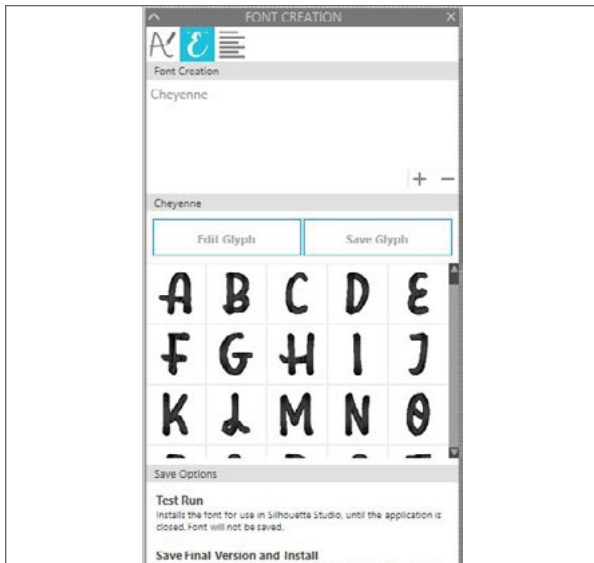 FONT CREATION
Font Creation
Cheyenne
Cheyenne
Edit Glyph Save Glyph
A B C D E
F G H I J
K L M N O
Save Options
Test Run
Installs the font for use in Silhouette Studio, until the application is
closed. Font will not be saved.
Save Final Version and Install